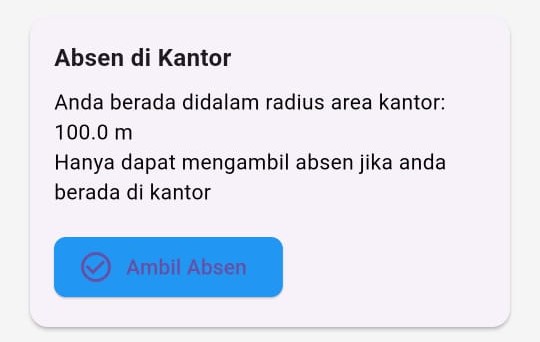 Absen di Kantor
Anda berada didalam radius area kantor:
100.0 m
Hanya dapat mengambil absen jika anda
berada di kantor
Ambil Absen